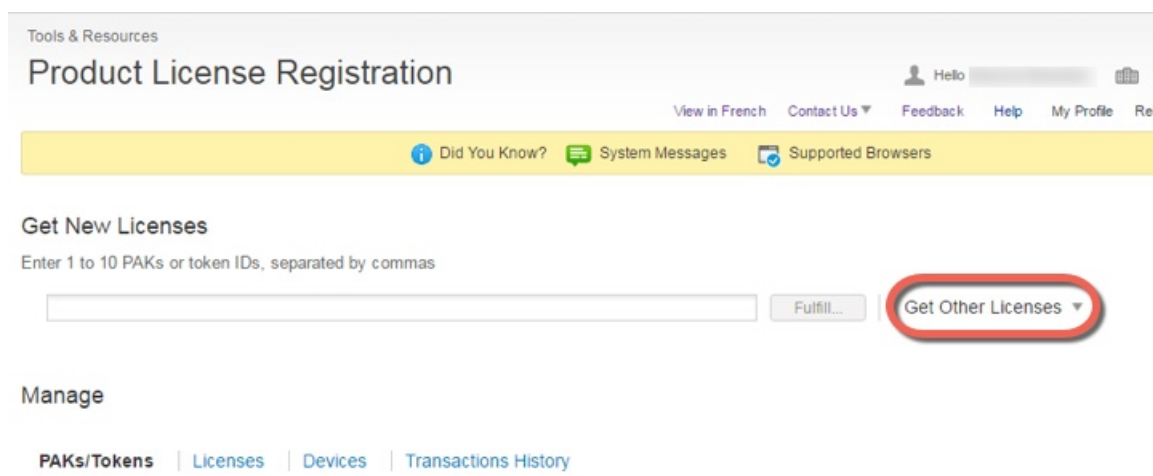 Tools & Resources
Product License Registration
Hello
View in French Contact Us Feedback Help My Profile Re
Did You Know? System Messages Supported Browsers
Get New Licenses
Enter 1 to 10 PAKs or token IDs, separated by commas
Fulfill... Get Other Licenses
Manage
PAKs/Tokens Licenses Devices Transactions History